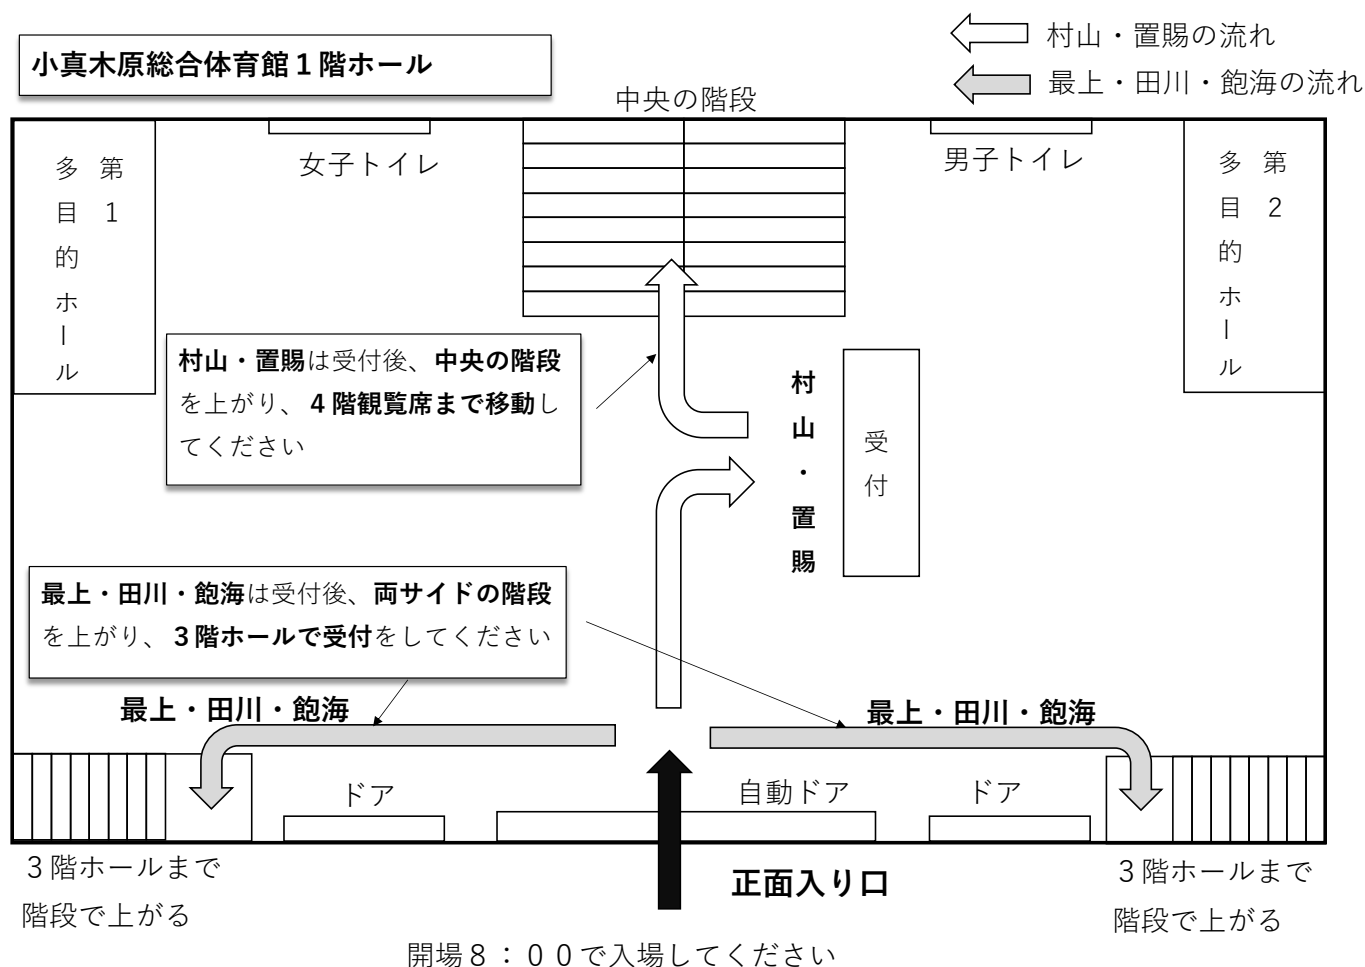 小真木原総合体育館１階ホール
村山・置賜の流れ
最上・田川・飽海の流れ
中央の階段
第１
多目的ホール
女子トイレ
男子トイレ
第２
多目的ホール
村山・置賜は受付後、中央の階段
を上がり、４階観覧席まで移動し
てください
村山・置賜
受付
最上・田川・飽海は受付後、両サイドの階段
を上がり、３階ホールで受付をしてください
最上・田川・飽海
最上・田川・飽海
ドア
自動ドア
ドア
３階ホールまで
階段で上がる
正面入り口
３階ホールまで
階段で上がる
開場８：００で入場してください